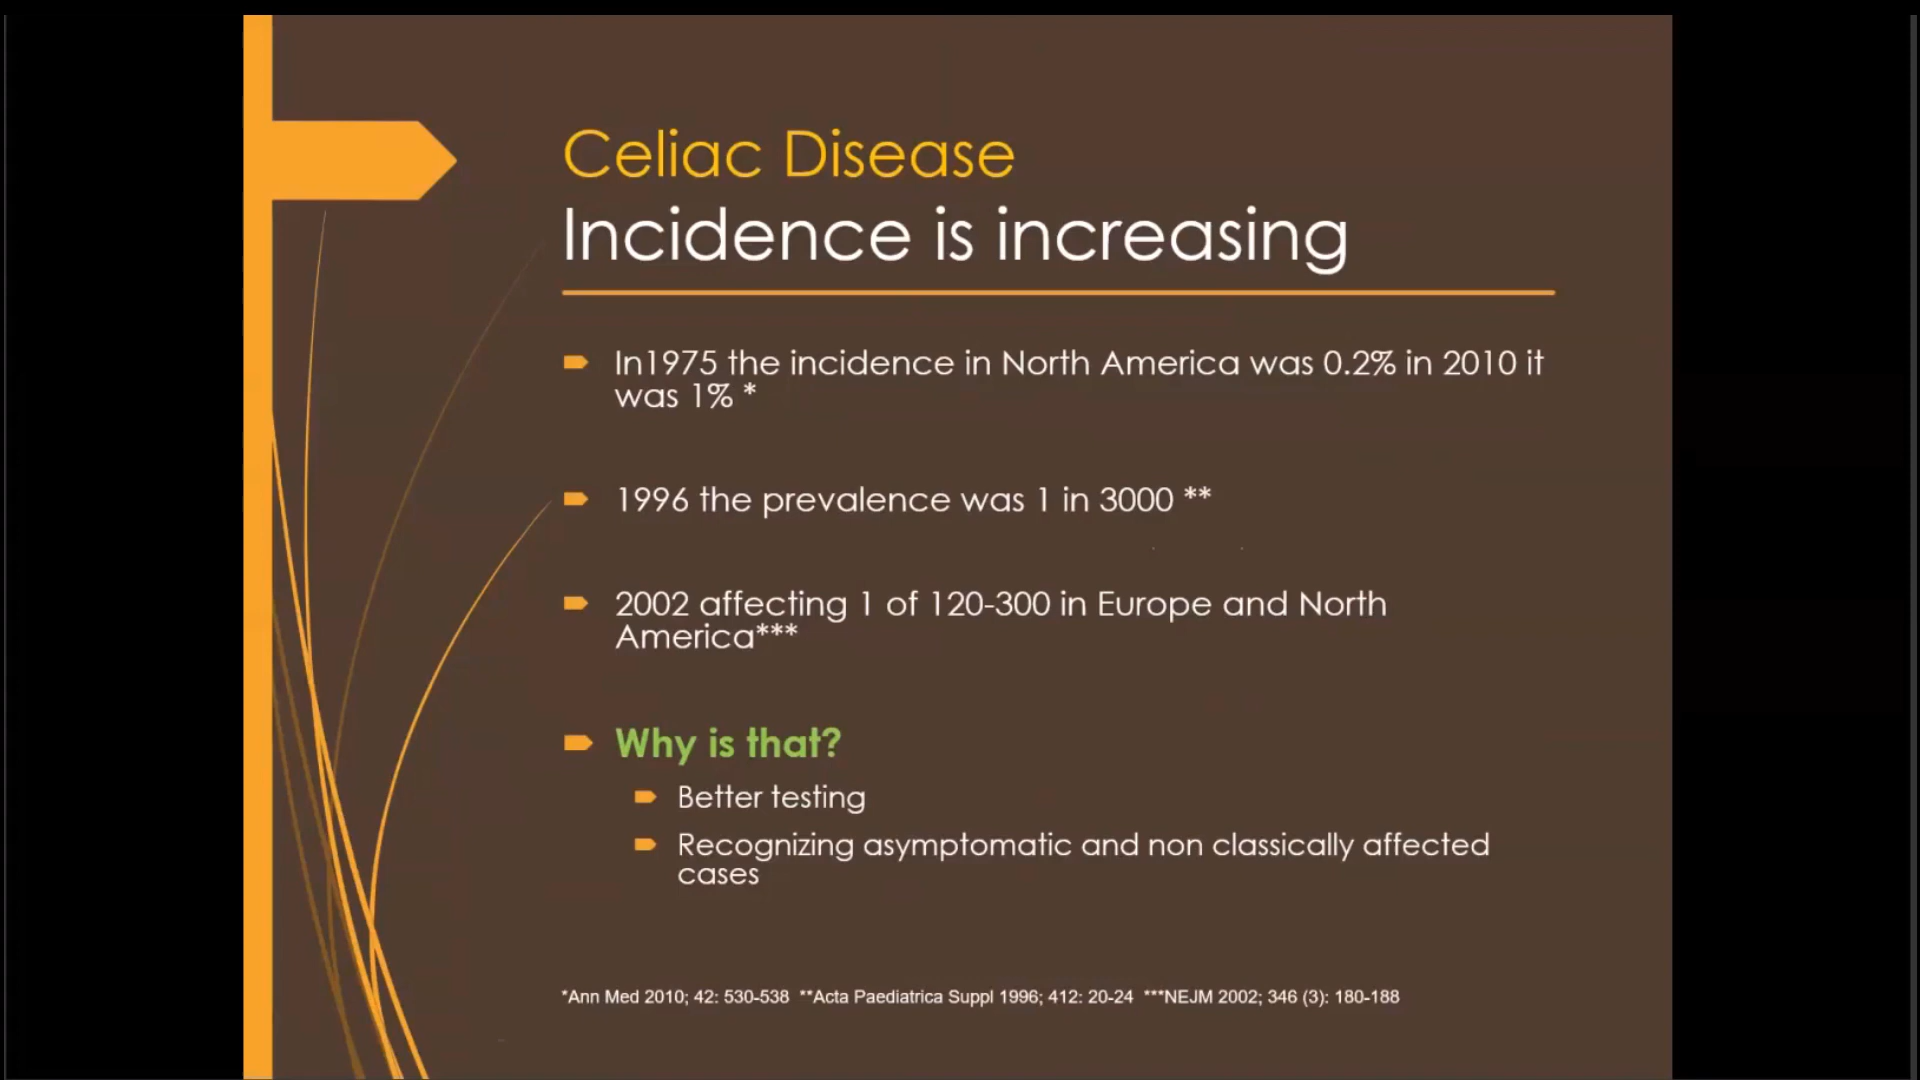 Celiac Disease
Incidence is increasing
In1975 the incidence in North America was 0.2% in 2010 it
was 1% *
1996 the prevalence was 1 in 3000 **
2002 affecting 1 of 120-300 in Europe and North
America***
Why is that?
Better testing
Recognizing asymptomatic and non classically affected
cases
*Ann Med 2010; 42: 530-538 **Acta Paediatrica Suppl 1996; 412: 20-24 ***NEJM 2002; 346 (3): 180-188